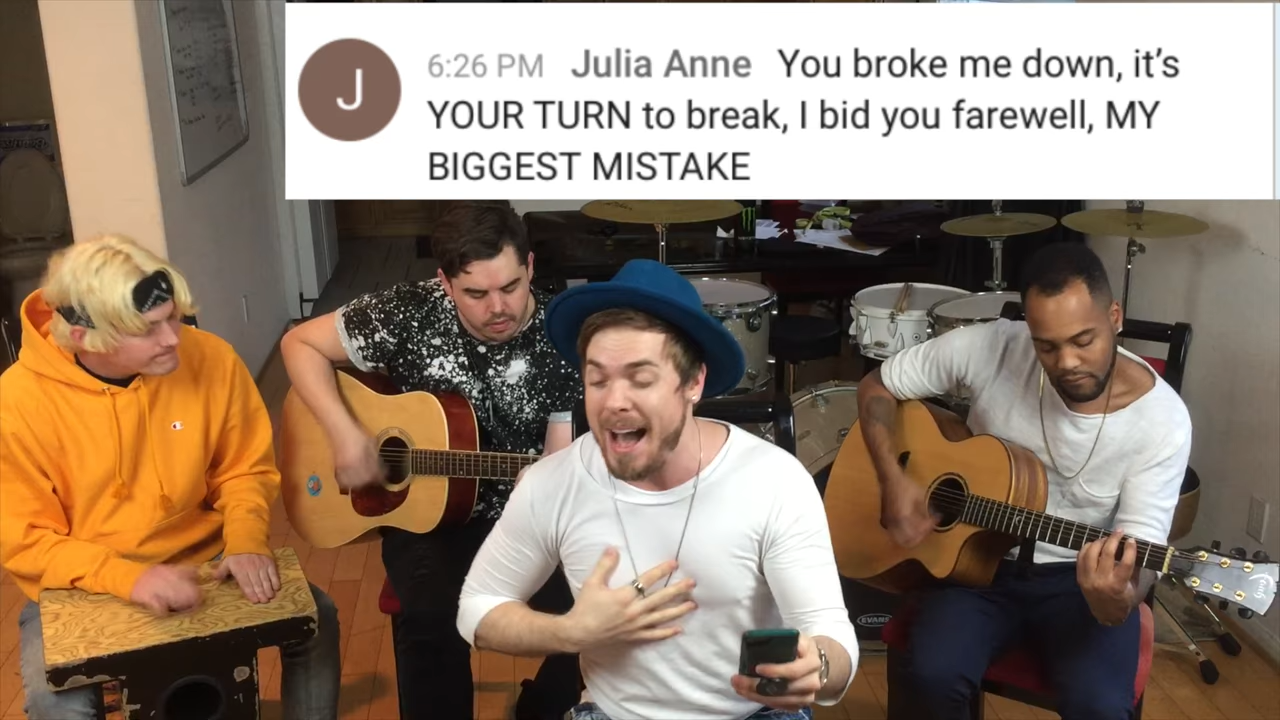 J
6:26 PM Julia Anne You broke me down, it's
YOUR TURN to break, I bid you farewell, MY
BIGGEST MISTAKE
EVANS